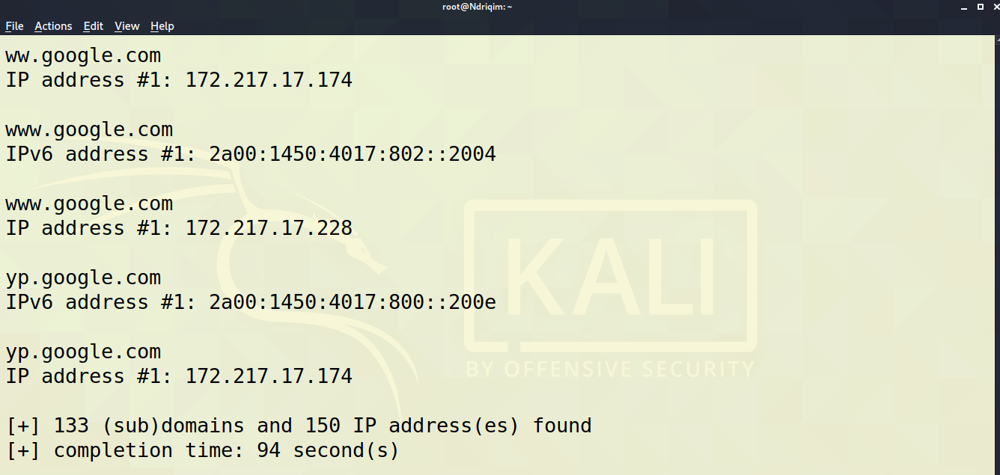 root@Ndriqim: ~
File Actions Edit View Help
ww.google.com
IP address #1: 172.217.17.174
www.google.com
IPv6 address #1: 2a00:1450:4017:802::2004
www.google.com
IP address #1: 172.217.17.228
yp.google.com
IPv6 address #1: 2a00:1450:4017:800::200e
yp.google.com
IP address #1: 172.217.17.174
[+] 133 (sub)domains and 150 IP address(es) found
[+] completion time: 94 second(s)
KALI
BY OFFENSIVE SECURITY